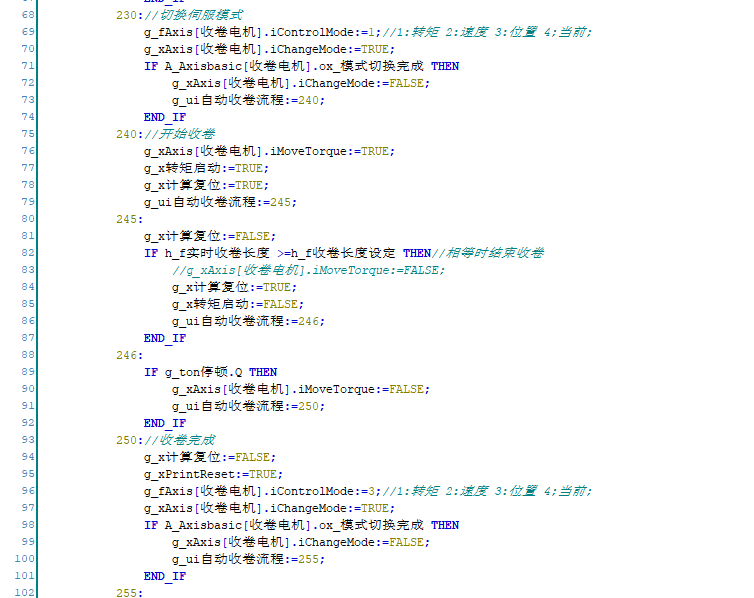 68 230://切换伺服模式
69 g_fAxis[收卷电机].iControlMode:=1;//1:转矩 2:速度 3:位置 4;当前;
70 g_xAxis[收卷电机].iChangeMode:=TRUE;
71 IF A_Axisbasic[收卷电机].ox_模式切换完成 THEN
72 g_xAxis[收卷电机].iChangeMode:=FALSE;
73 g_ui自动收卷流程:=240;
74 END_IF
75 240://开始收卷
76 g_xAxis[收卷电机].iMoveTorque:=TRUE;
77 g_x转矩启动:=TRUE;
78 g_x计算复位:=TRUE;
79 g_ui自动收卷流程:=245;
80 245:
81 g_x计算复位:=FALSE;
82 IF h_f实时收卷长度 >=h_f收卷长度设定 THEN//相等时结束收卷
83 //g_xAxis[收卷电机].iMoveTorque:=FALSE;
84 g_x计算复位:=TRUE;
85 g_x转矩启动:=FALSE;
86 g_ui自动收卷流程:=246;
87 END_IF
88 246:
89 IF g_ton停顿.Q THEN
90 g_xAxis[收卷电机].iMoveTorque:=FALSE;
91 g_ui自动收卷流程:=250;
92 END_IF
93 250://收卷完成
94 g_x计算复位:=FALSE;
95 g_xPrintReset:=TRUE;
96 g_fAxis[收卷电机].iControlMode:=3;//1:转矩 2:速度 3:位置 4;当前;
97 g_xAxis[收卷电机].iChangeMode:=TRUE;
98 IF A_Axisbasic[收卷电机].ox_模式切换完成 THEN
99 g_xAxis[收卷电机].iChangeMode:=FALSE;
100 g_ui自动收卷流程:=255;
101 END_IF
102 255: